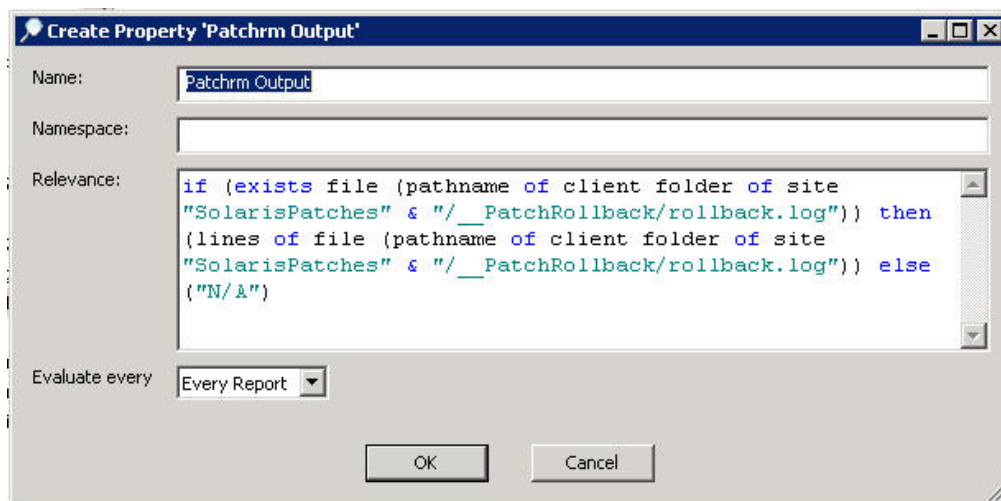 Create Property 'Patchrm Output'
Name:
Patchrm Output
Namespace:
Relevance:
if (exists file (pathname of client folder of site
"SolarisPatches" & "/__PatchRollback/rollback.log")) then
(lines of file (pathname of client folder of site
"SolarisPatches" & "/__PatchRollback/rollback.log")) else
("N/A")
Evaluate every
Every Report
OK
Cancel